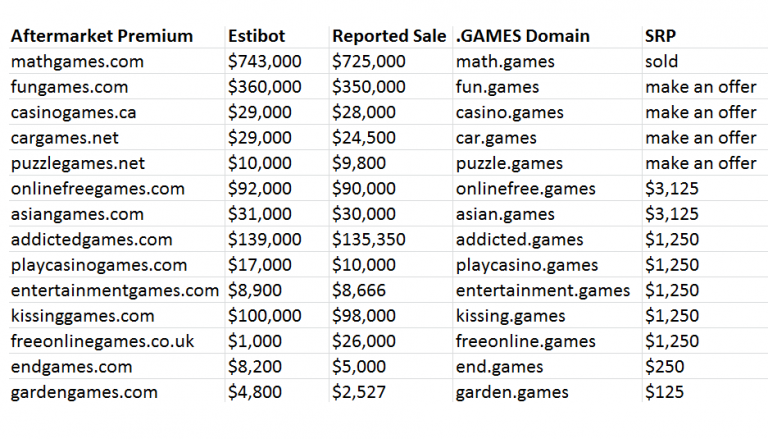 Aftermarket Premium Estibot Reported Sale .GAMES Domain SRP
mathgames.com $743,000 $725,000 math.games sold
fungames.com $360,000 $350,000 fun.games make an offer
casinogames.ca $29,000 $28,000 casino.games make an offer
cargames.net $29,000 $24,500 car.games make an offer
puzzlegames.net $10,000 $9,800 puzzle.games make an offer
onlinefreegames.com $92,000 $90,000 onlinefree.games $3,125
asiangames.com $31,000 $30,000 asian.games $3,125
addictedgames.com $139,000 $135,350 addicted.games $1,250
playcasinogames.com $17,000 $10,000 playcasino.games $1,250
entertainmentgames.com $8,900 $8,666 entertainment.games $1,250
kissinggames.com $100,000 $98,000 kissing.games $1,250
freeonlinegames.co.uk $1,000 $26,000 freeonline.games $1,250
endgames.com $8,200 $5,000 end.games $250
gardengames.com $4,800 $2,527 garden.games $125